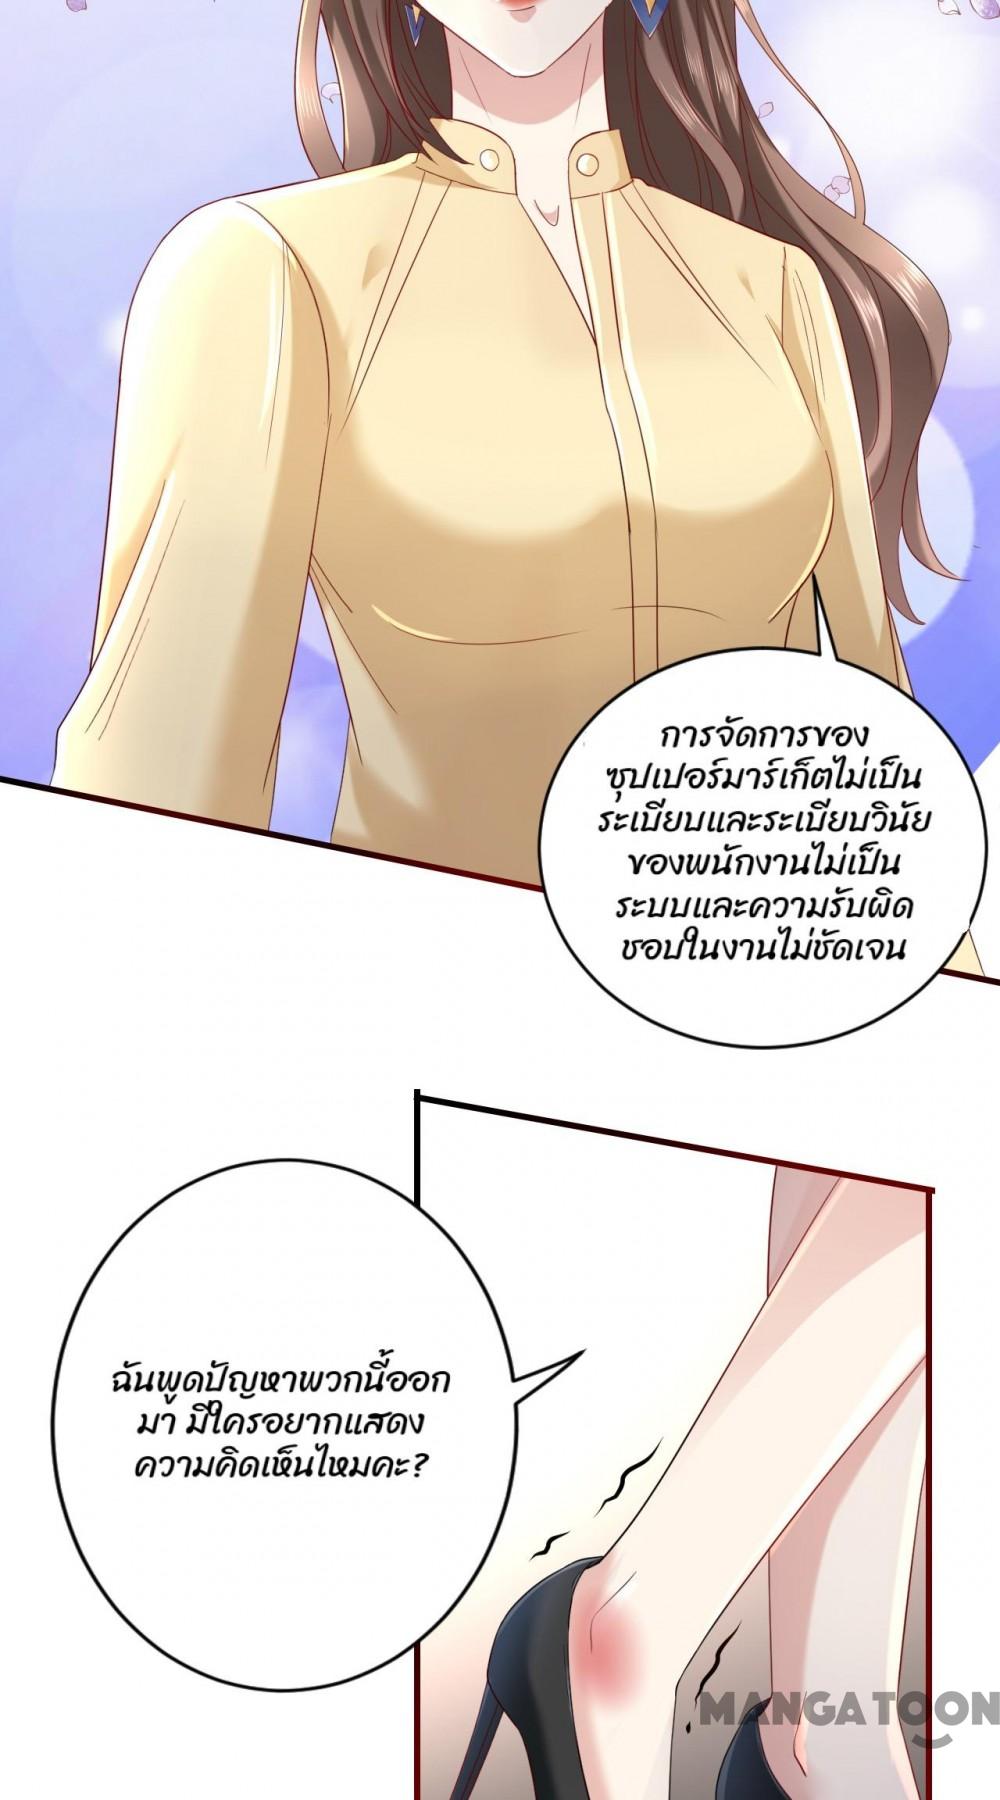 การจัดการของ
ซุปเปอร์มาร์เก็ตไม่เป็น
ระเบียบและระเบียบวินัย
ของพนักงานไม่เป็น
ระบบและความรับผิด
ชอบในงานไม่ชัดเจน
ฉันพูดปัญหาพวกนี้ออก
มา มีใครอยากแสดง
ความคิดเห็นไหมคะ?
MANGATOON